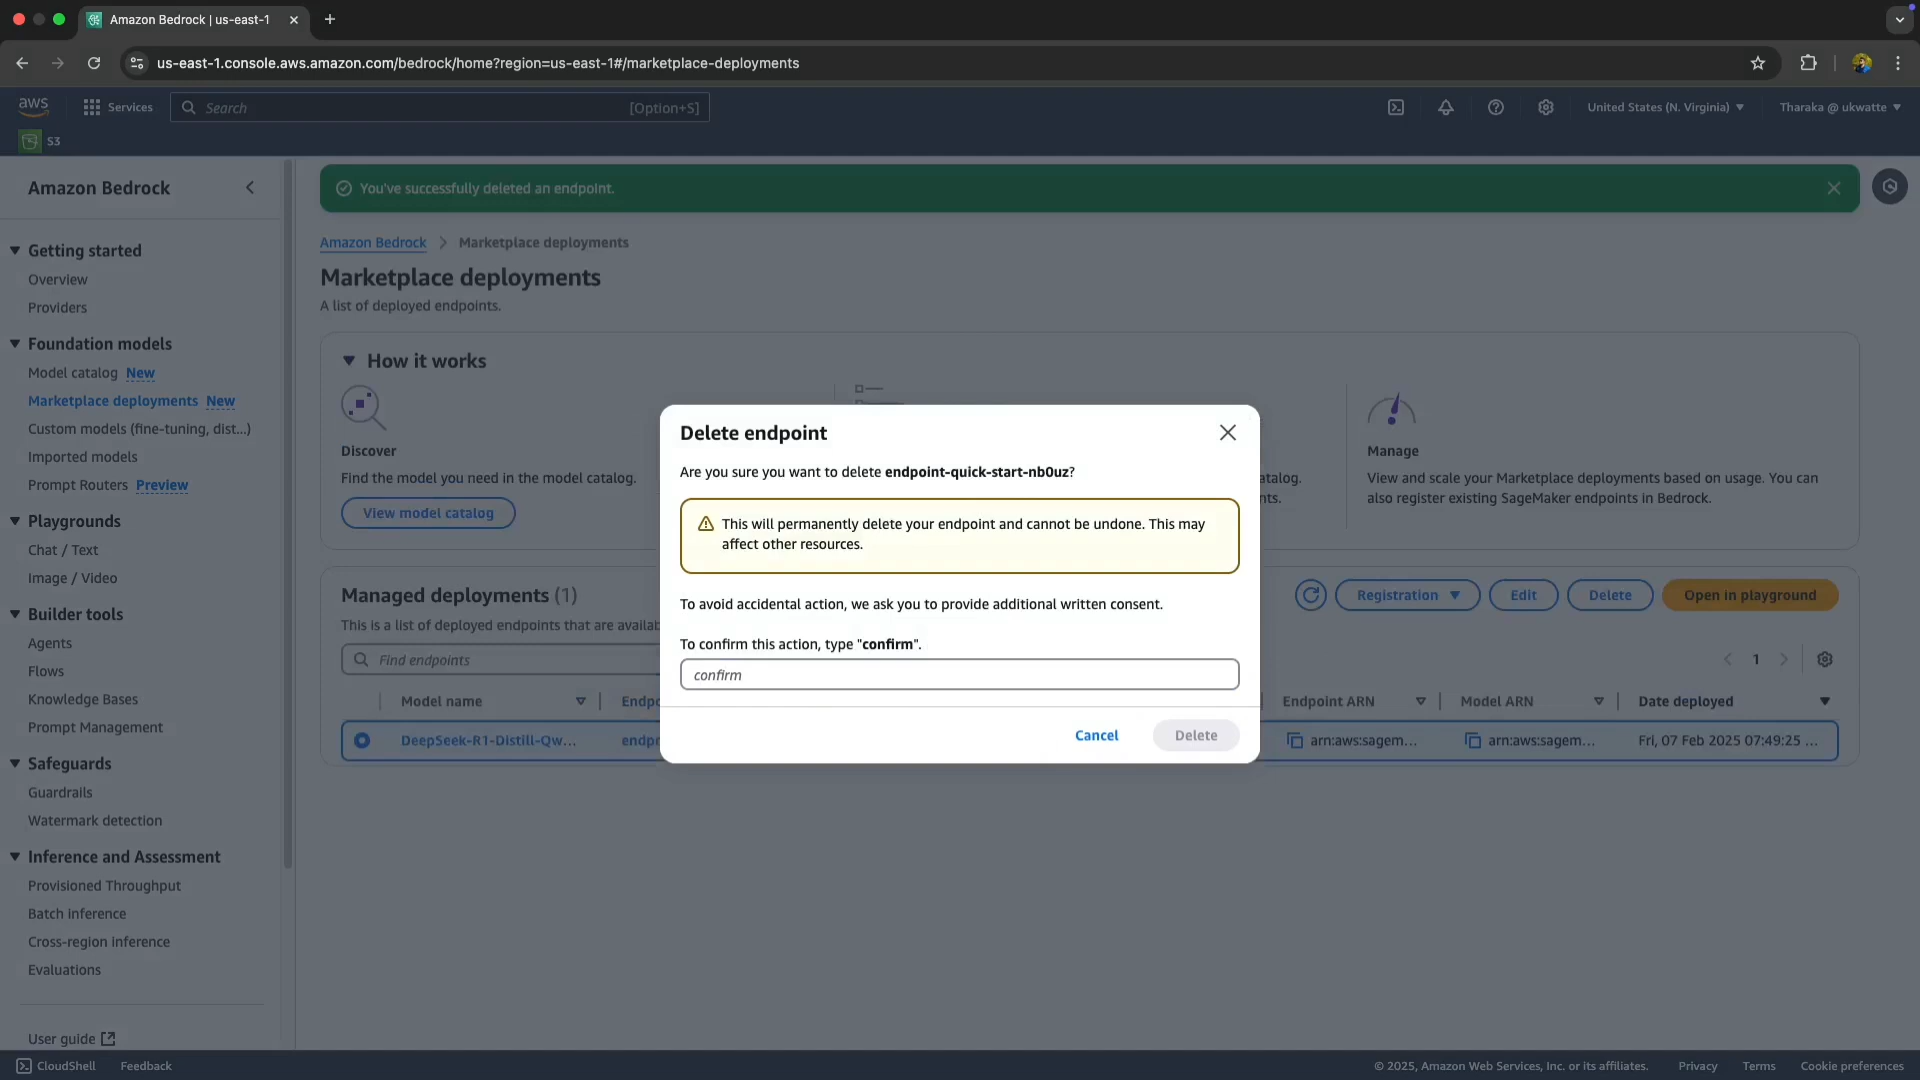 Amazon Bedrock | us-east-1
us-east-1.console.aws.amazon.com/bedrock/home?region=us-east-1#/marketplace-deployments
aws
Services
Search
[Option+S]
United States (N. Virginia)
Tharaka @ ukwatte
S3
Amazon Bedrock
Getting started
Overview
Providers
Foundation models
Model catalog New
Marketplace deployments New
Custom models (fine-tuning, dist...)
Imported models
Prompt Routers Preview
Playgrounds
Chat / Text
Image / Video
Builder tools
Agents
Flows
Knowledge Bases
Prompt Management
Safeguards
Guardrails
Watermark detection
Inference and Assessment
Provisioned Throughput
Batch inference
Cross-region inference
Evaluations
User guide
You've successfully deleted an endpoint.
Amazon Bedrock
Marketplace deployments
Marketplace deployments
A list of deployed endpoints.
How it works
Discover
Find the model you need in the model catalog.
View model catalog
Manage
View and scale your Marketplace deployments based on usage. You can
also register existing SageMaker endpoints in Bedrock.
Managed deployments (1)
This is a list of deployed endpoints that are
Registration
Edit
Delete
Open in playground
Find endpoints
1
Model name
Endpoint ARN
Model ARN
Date deployed
DeepSeek-R1-Distill-Qw...
arn:aws:sagem...
arn:aws:sagem...
Fri, 07 Feb 2025 07:49:25 ...
Delete endpoint
Are you sure you want to delete endpoint-quick-start-nb0uz?
This will permanently delete your endpoint and cannot be undone. This may
affect other resources.
To avoid accidental action, we ask you to provide additional written consent.
To confirm this action, type "confirm".
confirm
Cancel
Delete
CloudShell
Feedback
© 2025, Amazon Web Services, Inc. or its affiliates.
Privacy
Terms
Cookie preferences